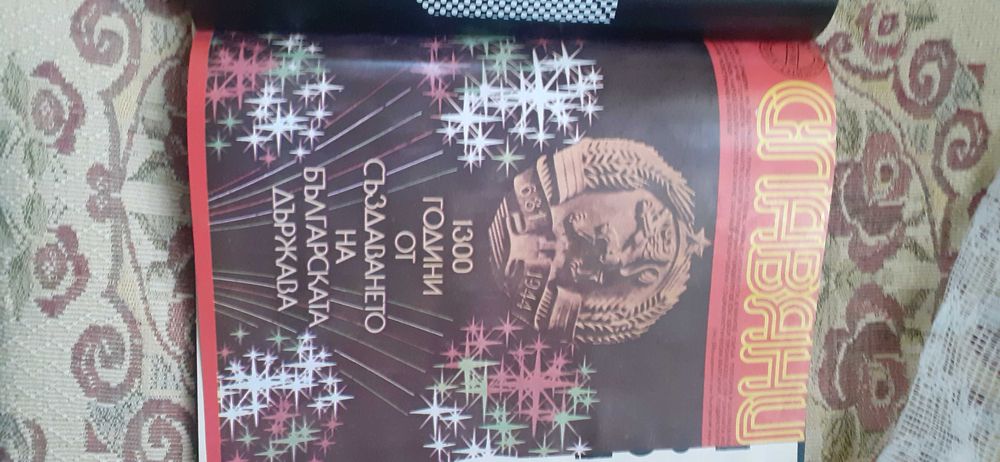 681
1944
1300
ГОДИНИ
ОТ
СЪЗДАВАНЕТО
НА
БЪЛГАРСКАТА
ДЪРЖАВА